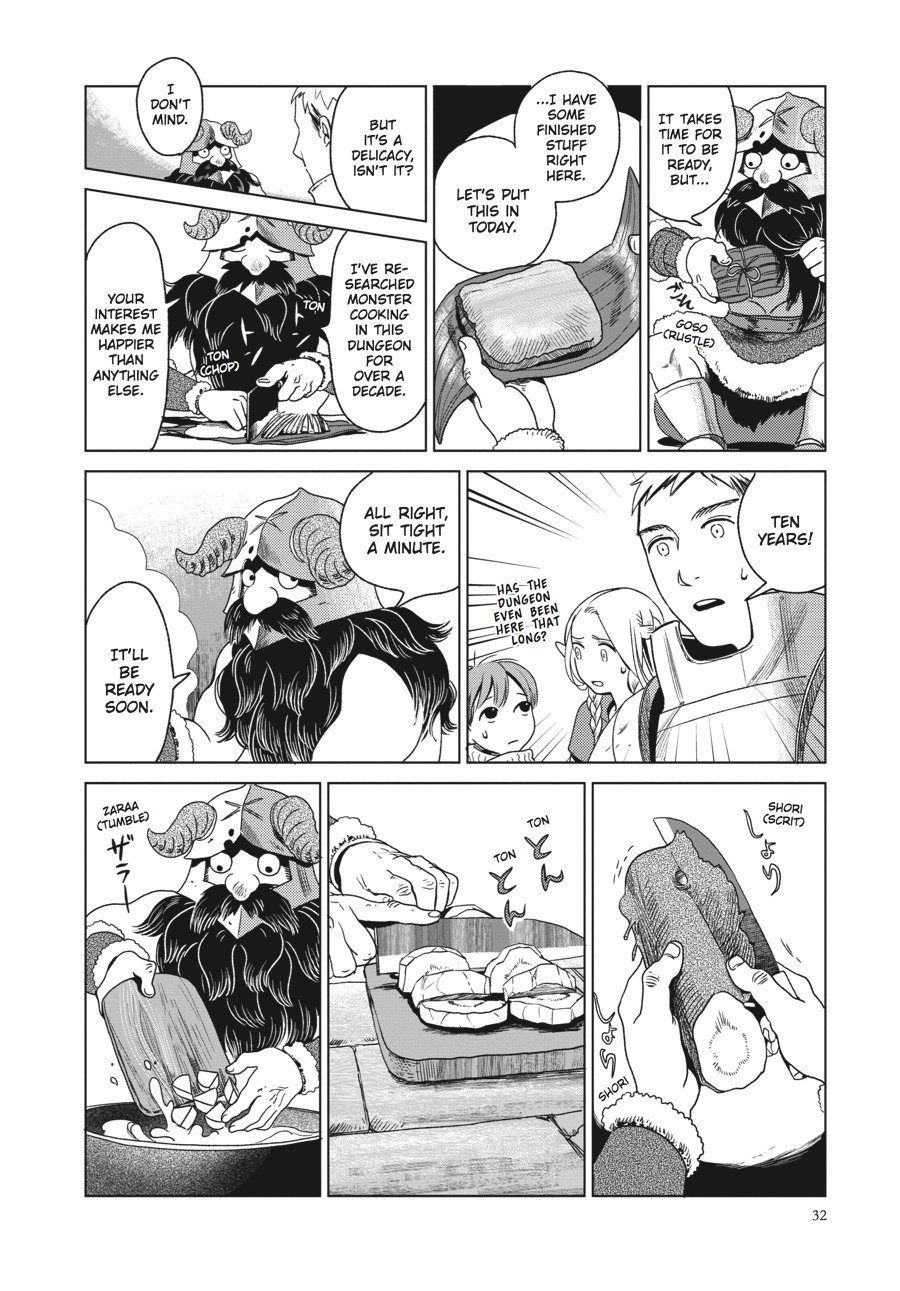 IT TAKES
TIME FOR
IT TO BE
READY,
BUT...
ごそ
GOSO
(RUSTLE)
...I HAVE
SOME
FINISHED
STUFF
RIGHT
HERE.
LET'S PUT
THIS IN
TODAY.
BUT
IT'S A
DELICACY,
ISN'T IT?
I
DON'T
MIND.
I'VE RE-
SEARCHED
MONSTER
COOKING
IN THIS
DUNGEON
FOR
OVER A
DECADE.
TON
TON
(CHOP)
YOUR
INTEREST
MAKES ME
HAPPIER
THAN
ANYTHING
ELSE.
TEN
YEARS!
HAS THE
DUNGEON
EVEN BEEN
HERE THAT
LONG?
ALL RIGHT,
SIT TIGHT
A MINUTE.
IT'LL
BE
READY
SOON.
SHORI
(SCRIT)
しょり
しょり
SHORI
TON
とん
TON
とん
ZARAA
(TUMBLE)
ザラー
32